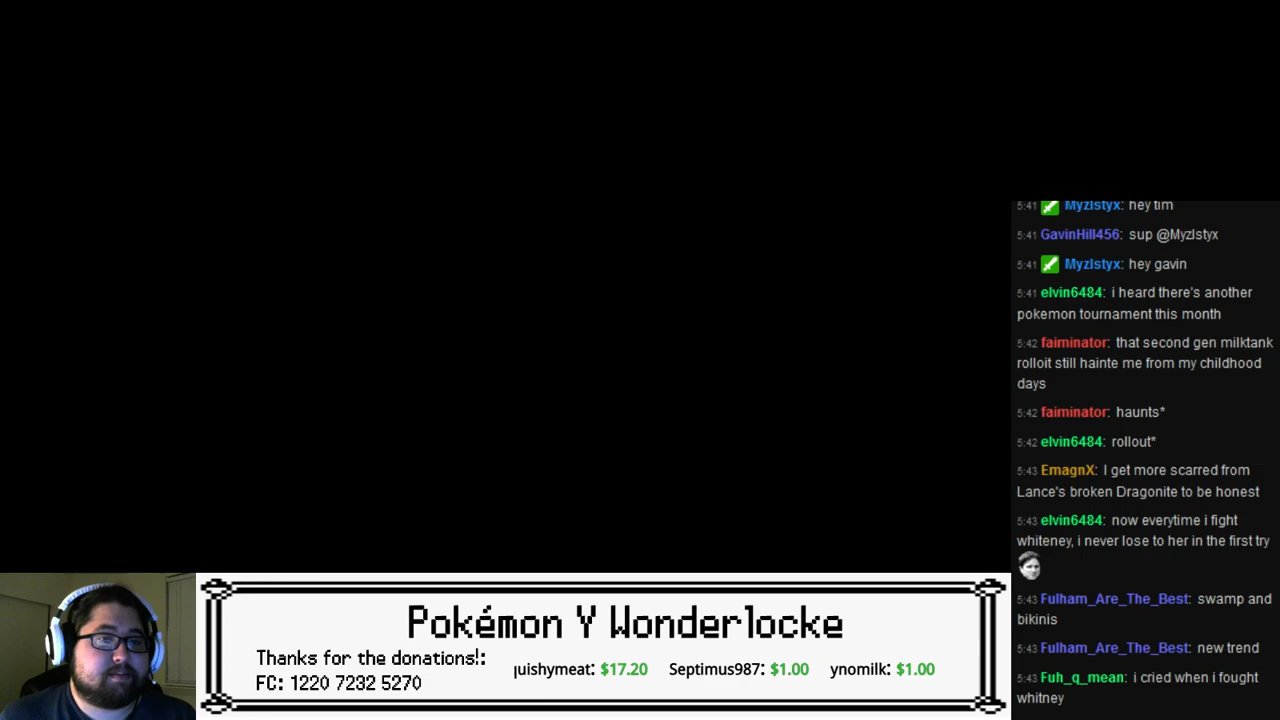 5:41 MyzIstyx: hey tim
5:41 GavinHill456: sup @MyzIstyx
5:41 MyzIstyx: hey gavin
5:41 elvin6484: i heard there's another
pokemon tournament this month
5:42 faiminator: that second gen milktank
rolloit still hainte me from my childhood
days
5:42 faiminator: haunts*
5:42 elvin6484: rollout*
5:43 EmagnX: I get more scarred from
Lance's broken Dragonite to be honest
5:43 elvin6484: now everytime i fight
whiteney, i never lose to her in the first try
5:43 Fulham_Are_The_Best: swamp and
bikinis
5:43 Fulham_Are_The_Best: new trend
5:43 Fuh_q_mean: i cried when i fought
whitney
Pokémon Y Wonderlocke
Thanks for the donations!:
FC: 1220 7232 5270
uishymeat: $17.20 Septimus987: $1.00 ynomilk: $1.00